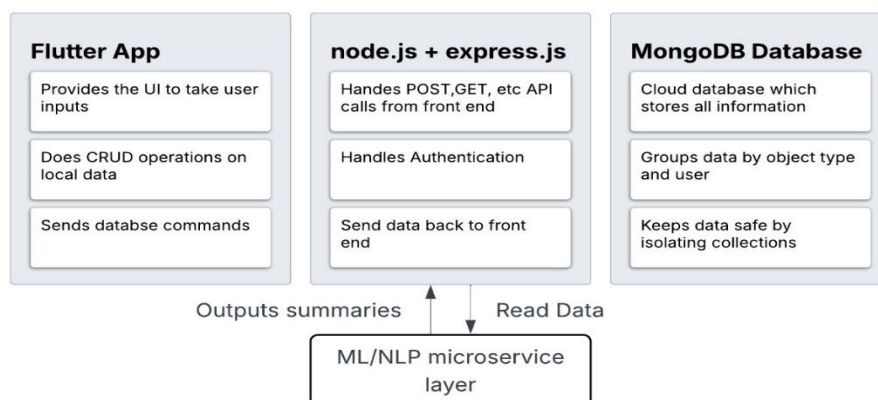 Flutter App
Provides the UI to take user
inputs
Does CRUD operations on
local data
Sends databse commands
node.js + express.js
Handes POST,GET, etc API
calls from front end
Handles Authentication
Send data back to front
end
MongoDB Database
Cloud database which
stores all information
Groups data by object type
and user
Keeps data safe by
isolating collections
Outputs summaries
Read Data
ML/NLP microservice
layer